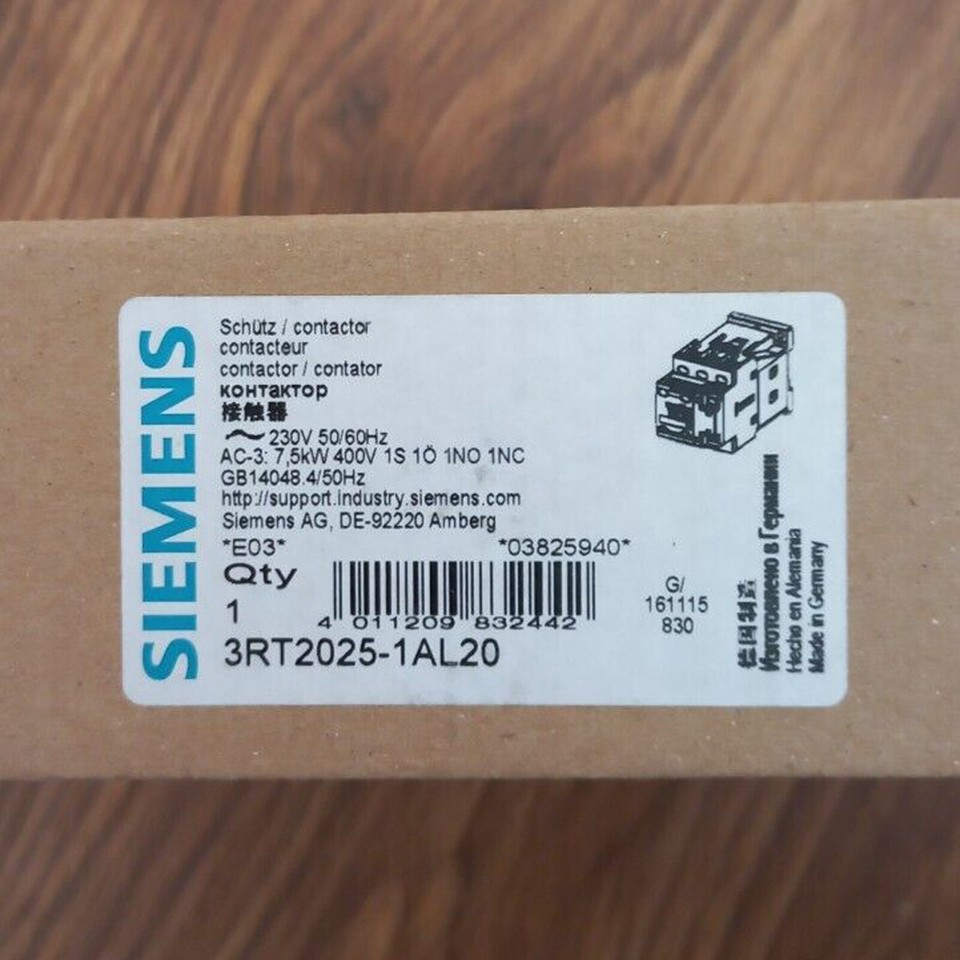 SIEMENS
Schütz / contactor
contacteur
contactor / contator
контактор
接触器
~ 230V 50/60Hz
AC-3: 7,5kW 400V 1S 1Ö 1NO 1NC
GB14048.4/50Hz
http://support.industry.siemens.com
Siemens AG, DE-92220 Amberg
*E03* *03825940*
Qty
1
4 011209 832442
3RT2025-1AL20
G/
161115
830
德国制造
Изготовлено в Германии
Hecho en Alemania
Made in Germany